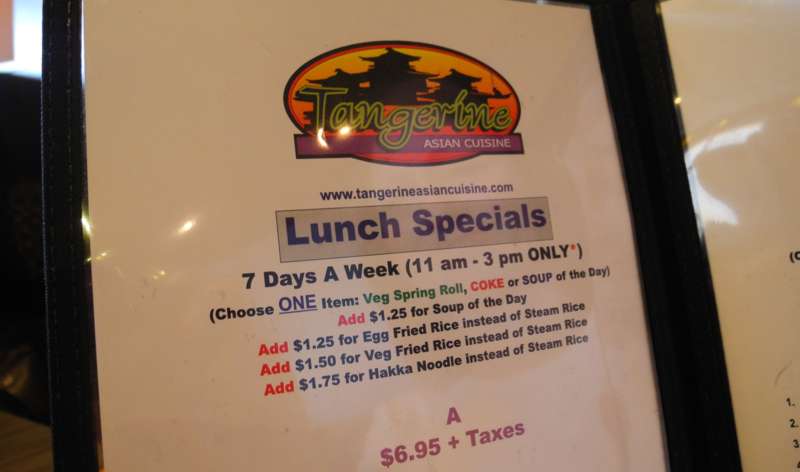 Tangerine
ASIAN CUISINE
www.tangerineasiancuisine.com
Lunch Specials
7 Days A Week (11 am - 3 pm ONLY*)
(Choose ONE Item: Veg Spring Roll, COKE or SOUP of the Day)
Add $1.25 for Soup of the Day
Add $1.25 for Egg Fried Rice instead of Steam Rice
Add $1.50 for Veg Fried Rice instead of Steam Rice
Add $1.75 for Hakka Noodle instead of Steam Rice
A
$6.95 + Taxes
1.
2.
3